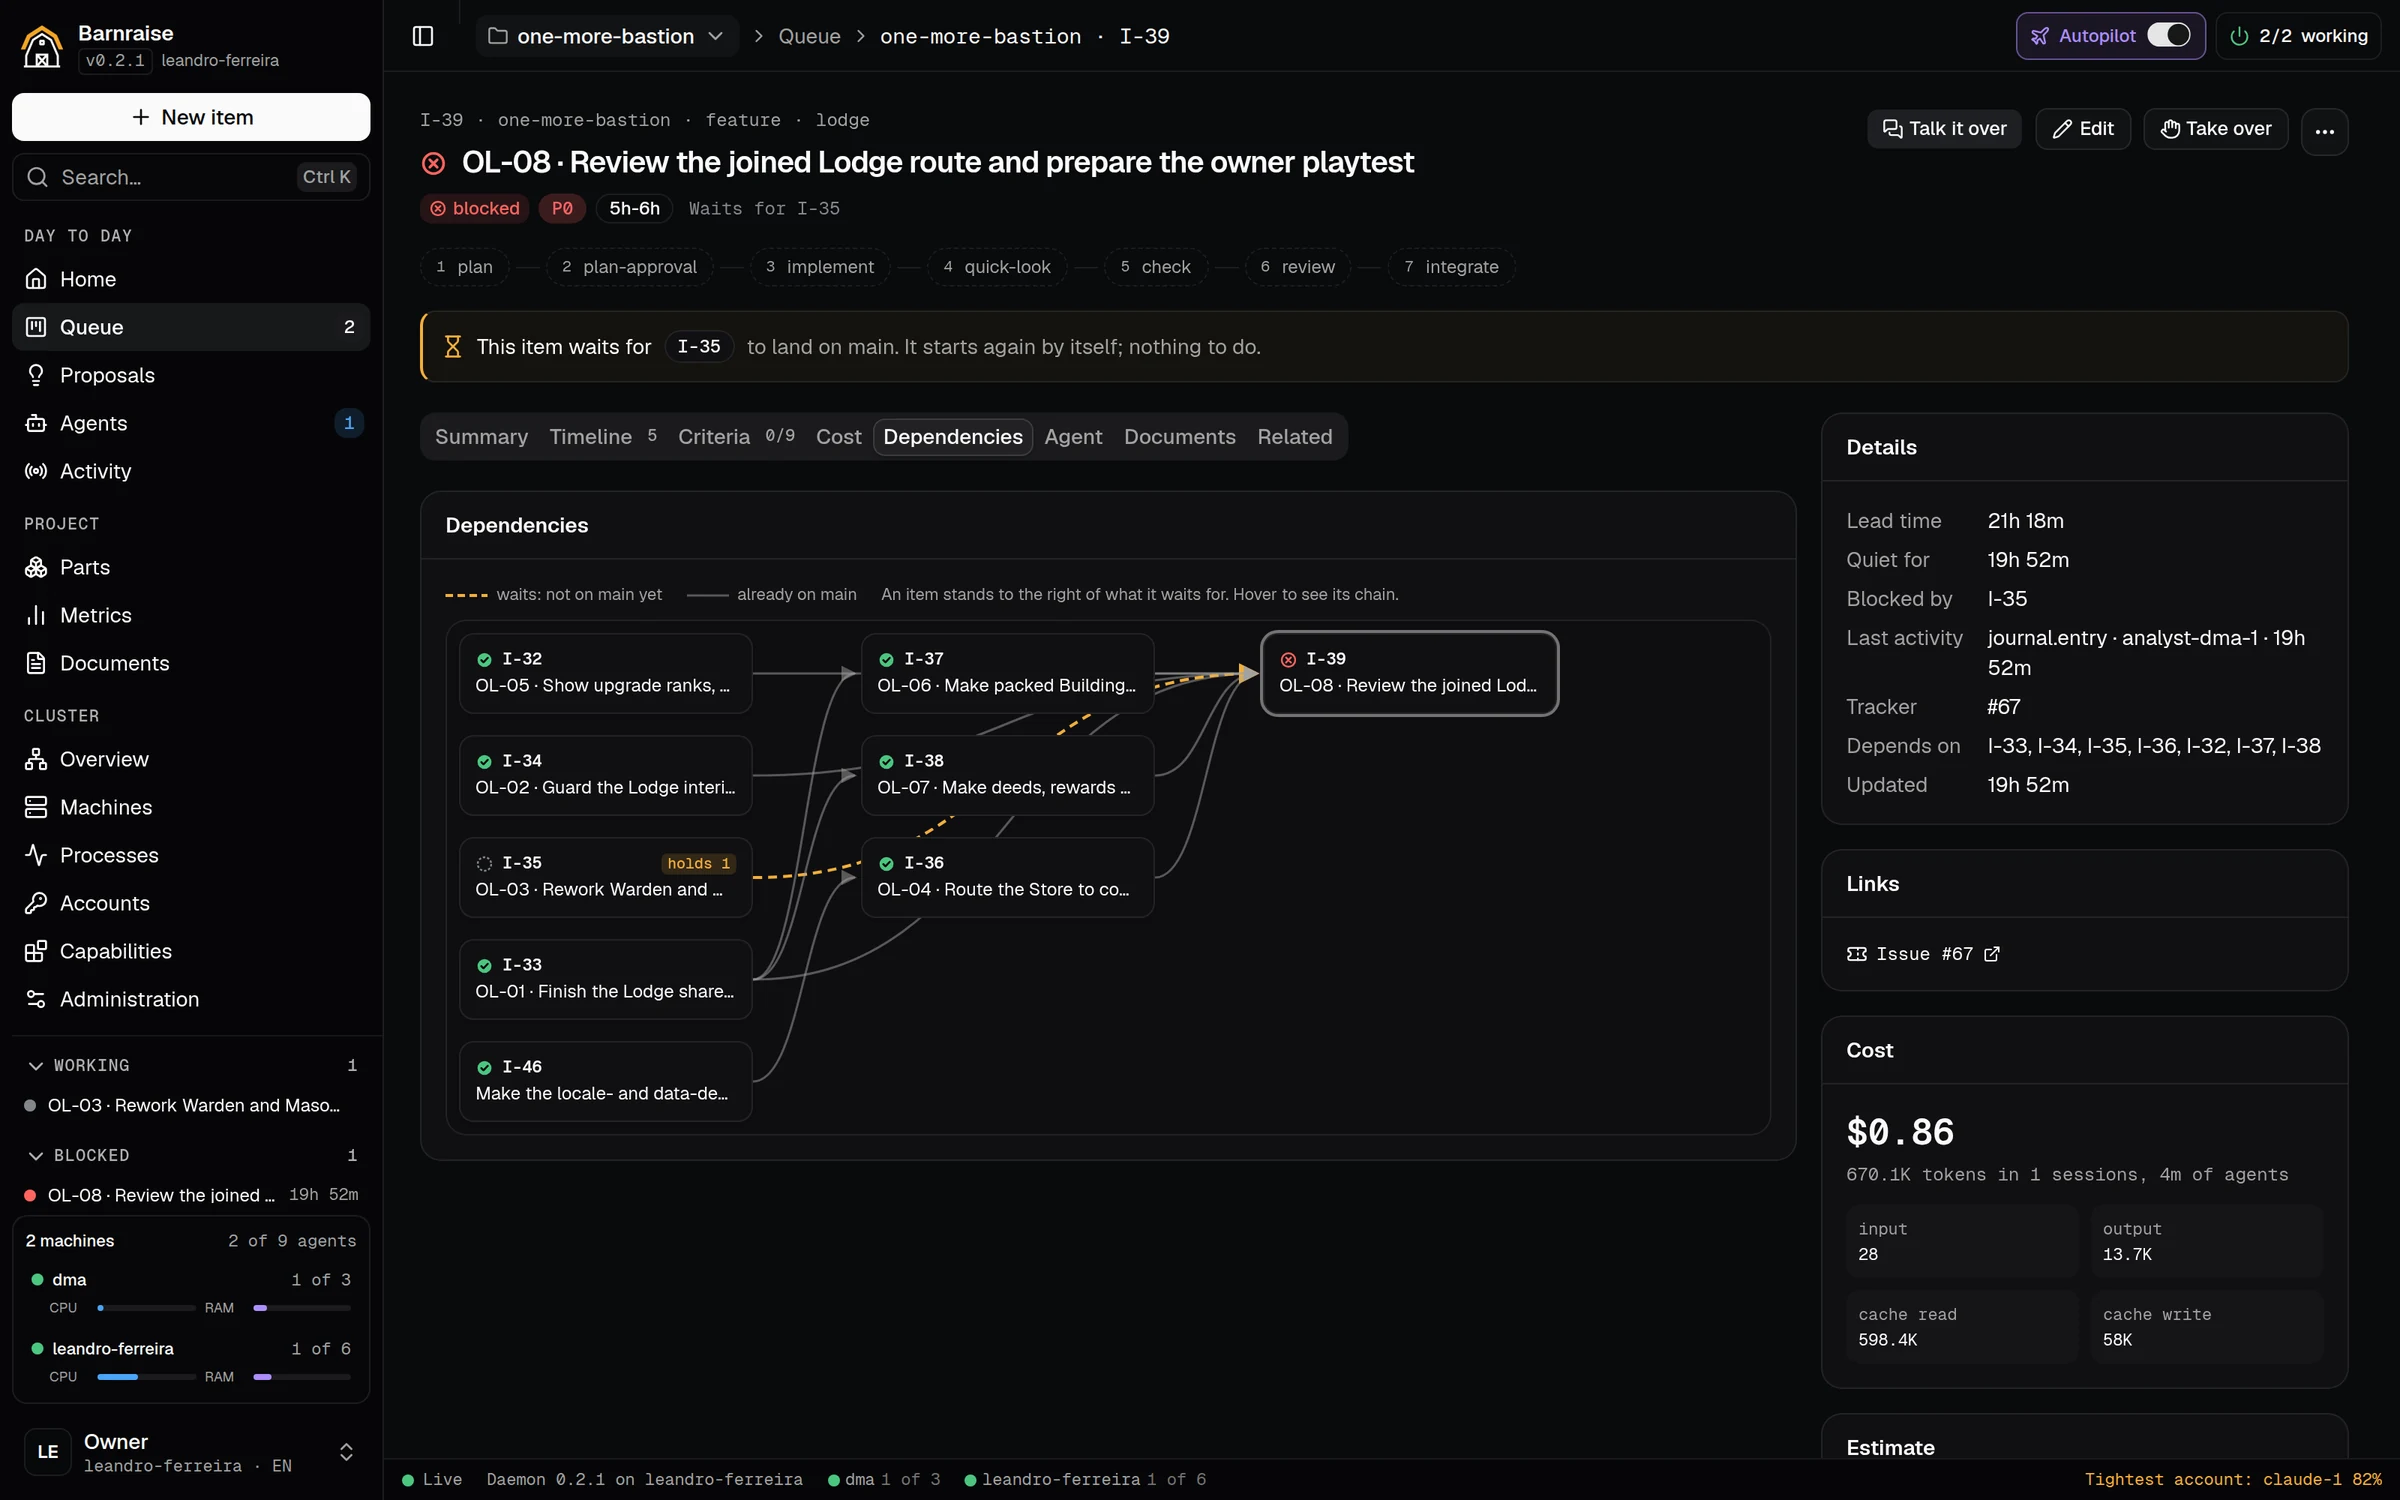 Barnraise
v0.2.1 leandro-ferreira
New item
Search... Ctrl K
DAY TO DAY
Home
Queue 2
Proposals
Agents 1
Activity
PROJECT
Parts
Metrics
Documents
CLUSTER
Overview
Machines
Processes
Accounts
Capabilities
Administration
WORKING 1
OL-03 · Rework Warden and Maso...
BLOCKED 1
OL-08 · Review the joined ... 19h 52m
2 machines 2 of 9 agents
dma 1 of 3
CPU RAM
leandro-ferreira 1 of 6
CPU RAM
LE Owner
leandro-ferreira · EN
one-more-bastion > Queue > one-more-bastion · I-39
Autopilot
2/2 working
I-39 · one-more-bastion · feature · lodge
OL-08 · Review the joined Lodge route and prepare the owner playtest
blocked P0 5h-6h Waits for I-35
1 plan 2 plan-approval 3 implement 4 quick-look 5 check 6 review 7 integrate
Talk it over Edit Take over
This item waits for I-35 to land on main. It starts again by itself; nothing to do.
Summary Timeline 5 Criteria 0/9 Cost Dependencies Agent Documents Related
Dependencies
waits: not on main yet already on main An item stands to the right of what it waits for. Hover to see its chain.
I-32
OL-05 · Show upgrade ranks, ...
I-34
OL-02 · Guard the Lodge interi...
I-35 holds 1
OL-03 · Rework Warden and ...
I-33
OL-01 · Finish the Lodge share...
I-46
Make the locale- and data-de...
I-37
OL-06 · Make packed Building...
I-38
OL-07 · Make deeds, rewards ...
I-36
OL-04 · Route the Store to co...
I-39
OL-08 · Review the joined Lod...
Details
Lead time 21h 18m
Quiet for 19h 52m
Blocked by I-35
Last activity journal.entry · analyst-dma-1 · 19h
52m
Tracker #67
Depends on I-33, I-34, I-35, I-36, I-32, I-37, I-38
Updated 19h 52m
Links
Issue #67
Cost
$0.86
670.1K tokens in 1 sessions, 4m of agents
input
28
output
13.7K
cache read
598.4K
cache write
58K
Estimate
Live Daemon 0.2.1 on leandro-ferreira dma 1 of 3 leandro-ferreira 1 of 6
Tightest account: claude-1 82%